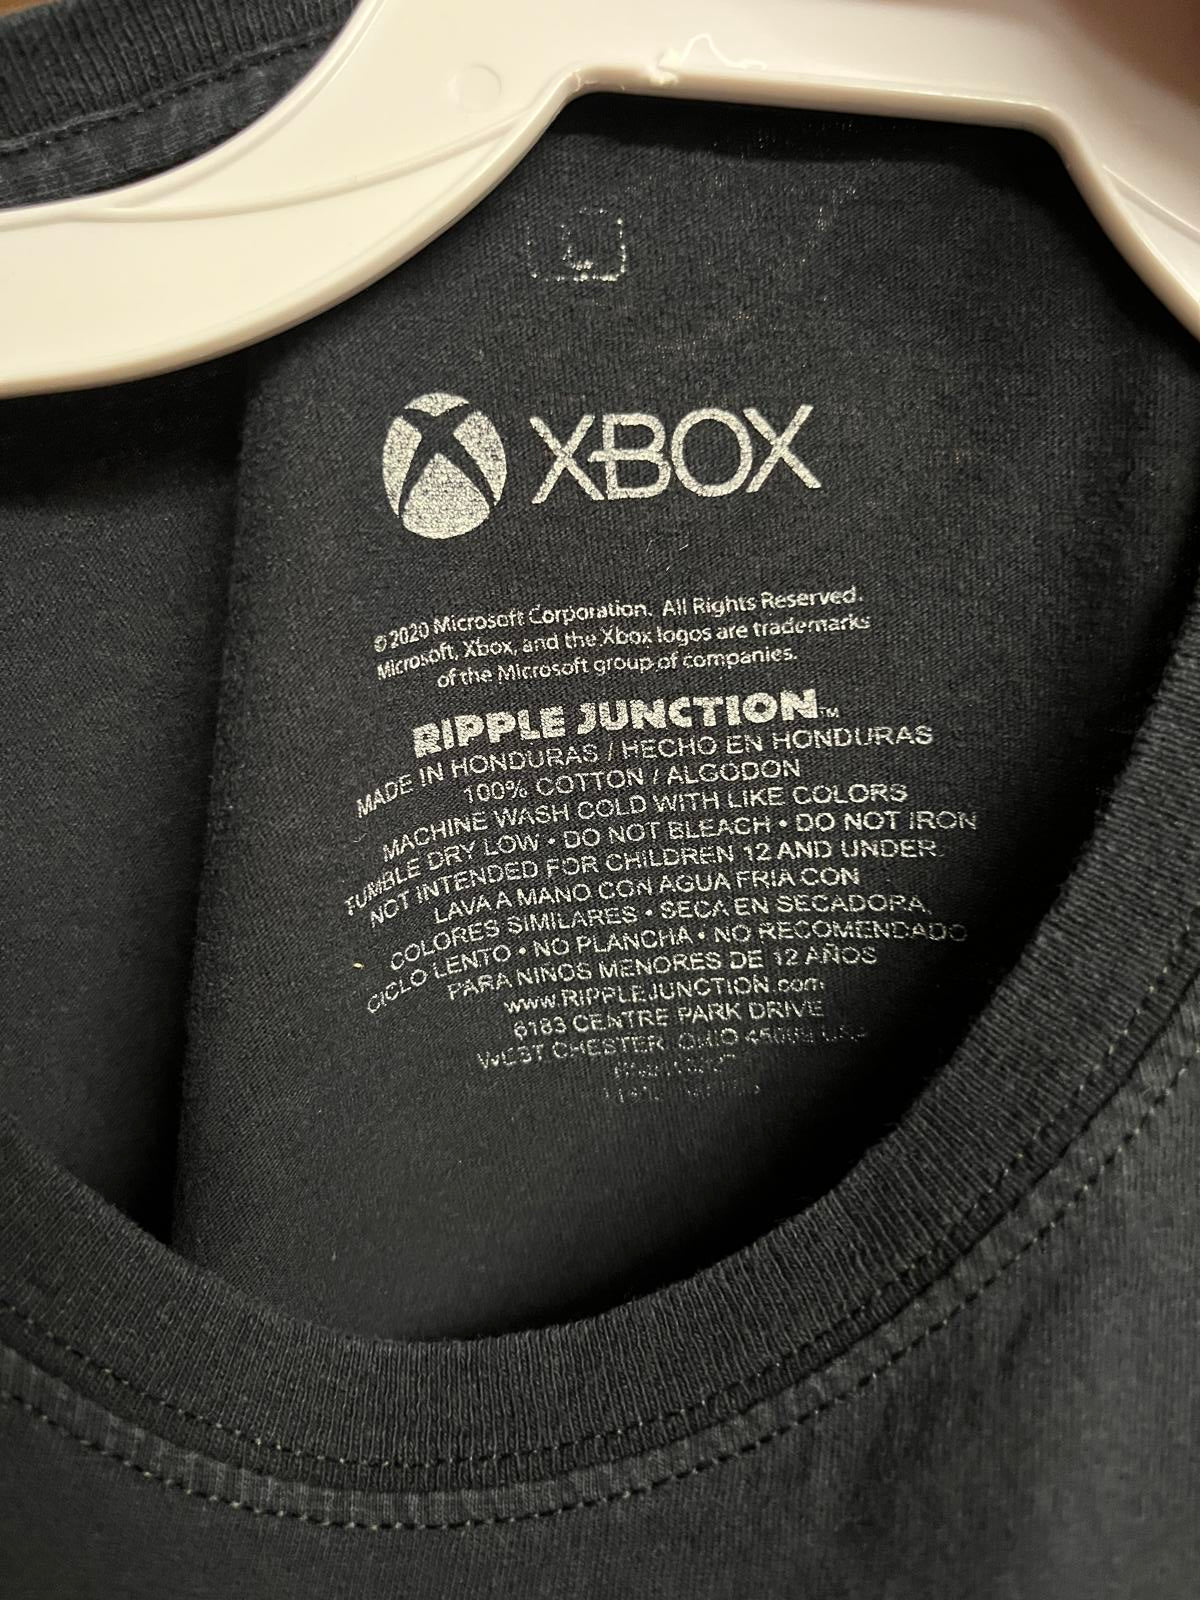 XBOX
©2020 Microsoft Corporation. All Rights Reserved.
Microsoft, Xbox, and the Xbox logos are trademarks
of the Microsoft group of companies.
RIPPLE JUNCTION™
MADE IN HONDURAS / HECHO EN HONDURAS
100% COTTON / ALGODON
MACHINE WASH COLD WITH LIKE COLORS
TUMBLE DRY LOW • DO NOT BLEACH • DO NOT IRON
NOT INTENDED FOR CHILDREN 12 AND UNDER.
LAVA A MANO CON AGUA FRIA CON
COLORES SIMILARES • SECA EN SECADORA,
CICLO LENTO • NO PLANCHA • NO RECOMENDADO
PARA NINOS MENORES DE 12 AÑOS
www.RIPPLEJUNCTION.com
6183 CENTRE PARK DRIVE
WEST CHESTER, OHIO